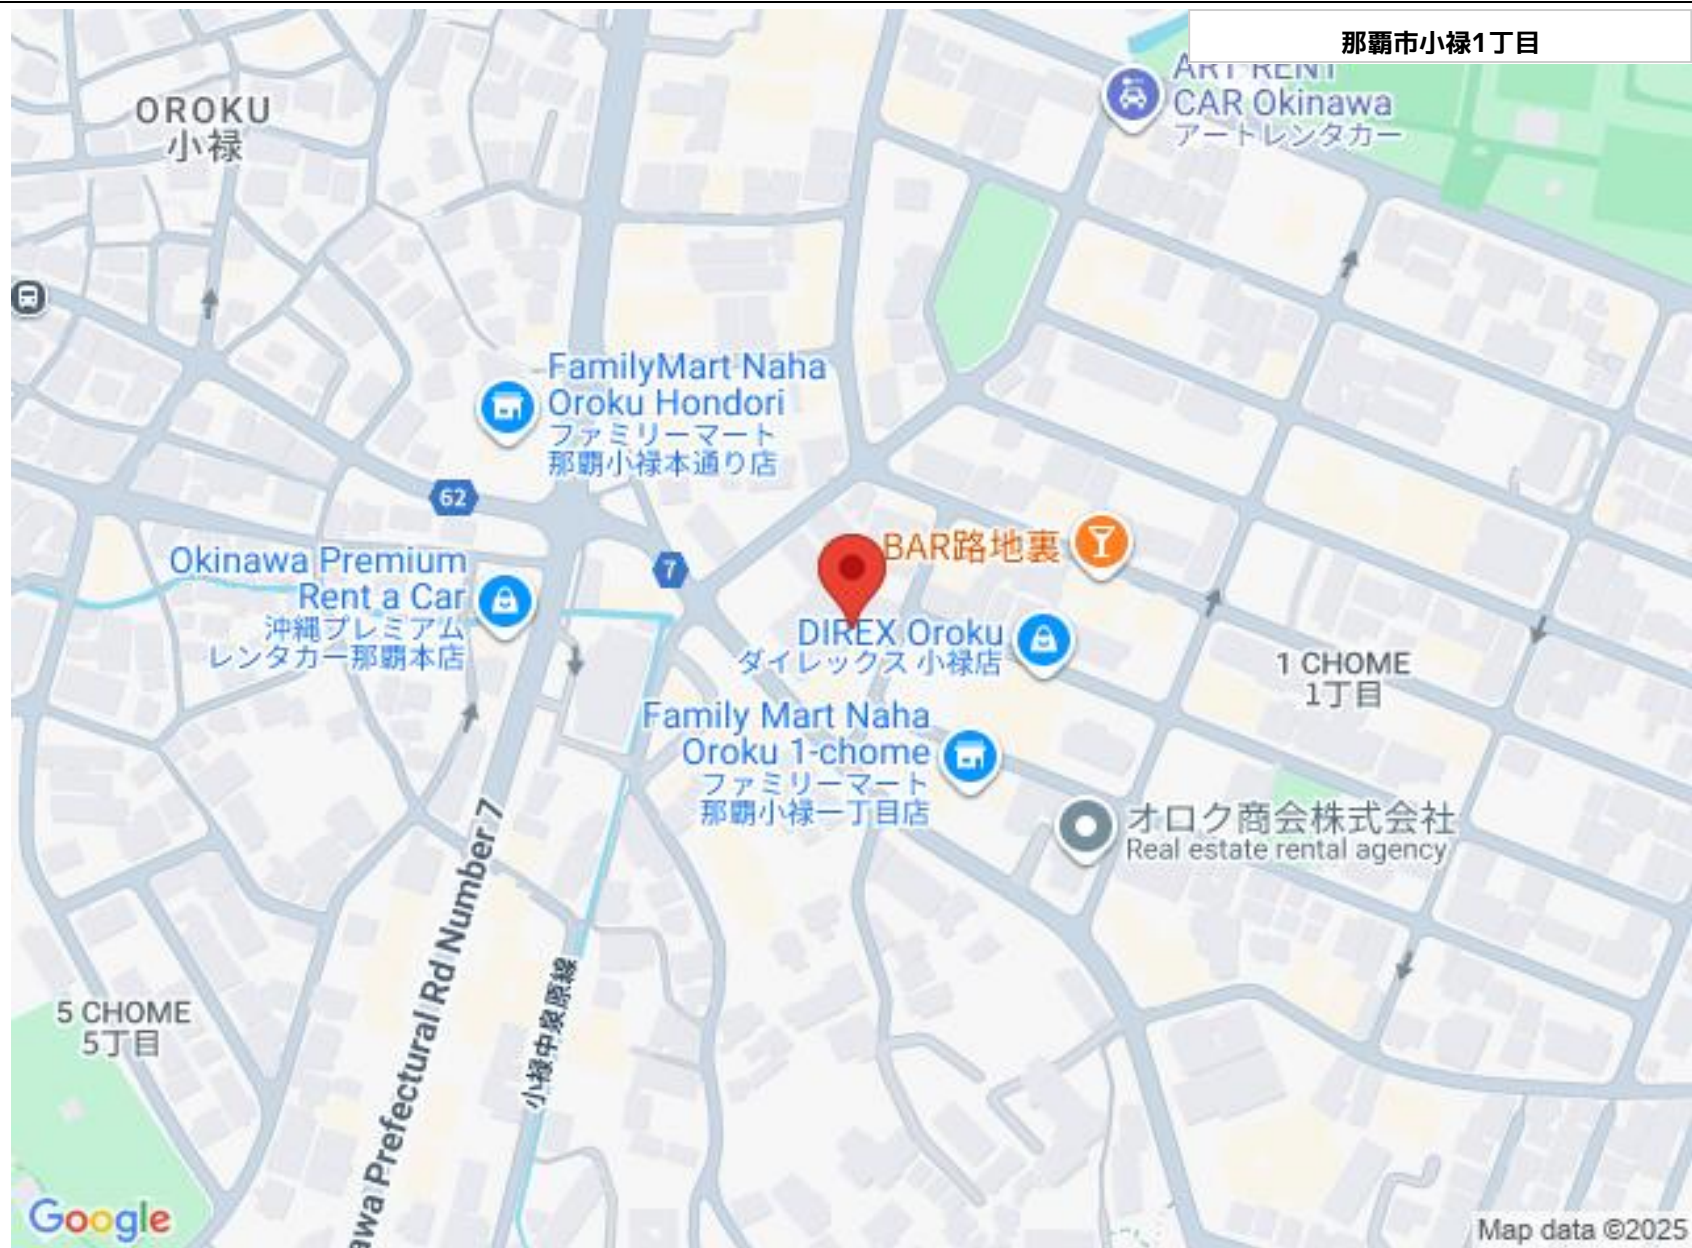 那覇市小禄1丁目
ART RENT
CAR Okinawa
アートレンタカー
OROKU
小禄
FamilyMart Naha
Oroku Hondori
ファミリーマート
那覇小禄本通り店
62
7
BAR路地裏
Okinawa Premium
Rent a Car
沖縄プレミアム
レンタカー那覇本店
DIREX Oroku
ダイレックス 小禄店
1 CHOME
1丁目
Family Mart Naha
Oroku 1-chome
ファミリーマート
那覇小禄一丁目店
オロク商会株式会社
Real estate rental agency
awa Prefectural Rd Number 7
小禄中泉原線
5 CHOME
5丁目
Google
Map data ©2025